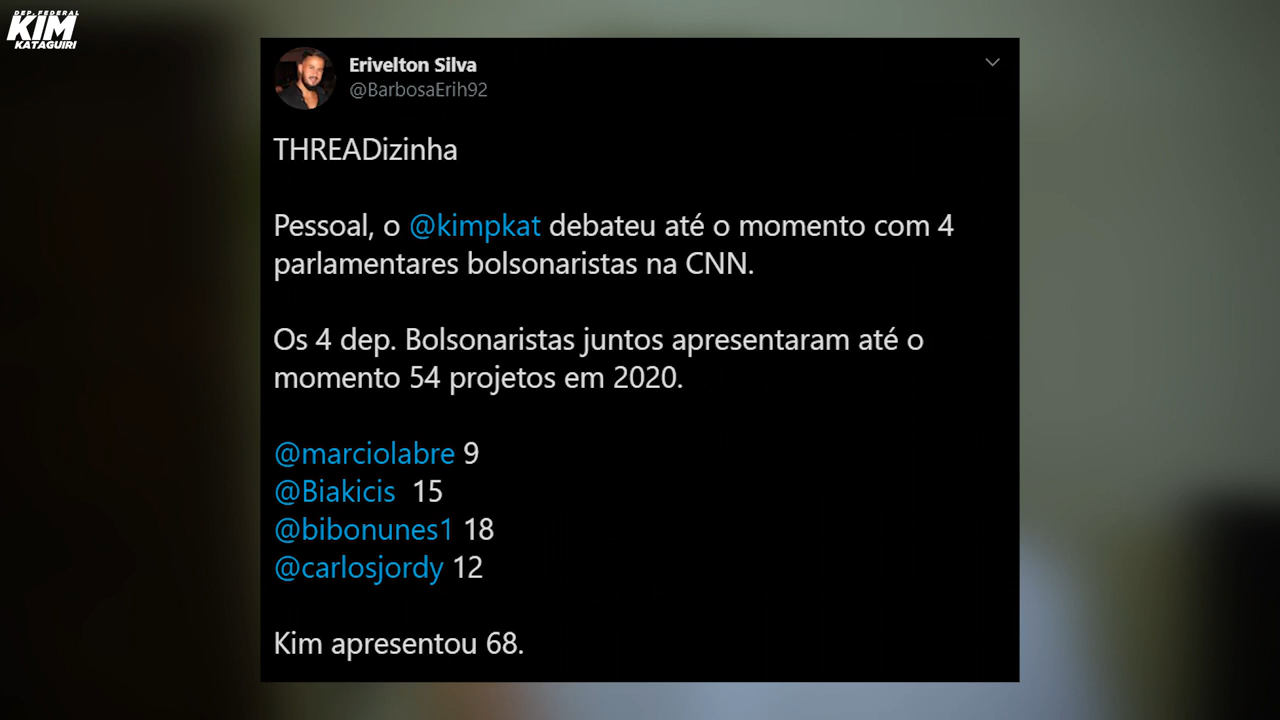 DEP. FEDERAL
KIM
KATAGUIRI
Erivelton Silva
@BarbosaErih92
THREADizinha
Pessoal, o @kimpkat debateu até o momento com 4
parlamentares bolsonaristas na CNN.
Os 4 dep. Bolsonaristas juntos apresentaram até o
momento 54 projetos em 2020.
@marciolabre 9
@Biakicis 15
@bibonunes1 18
@carlosjordy 12
Kim apresentou 68.